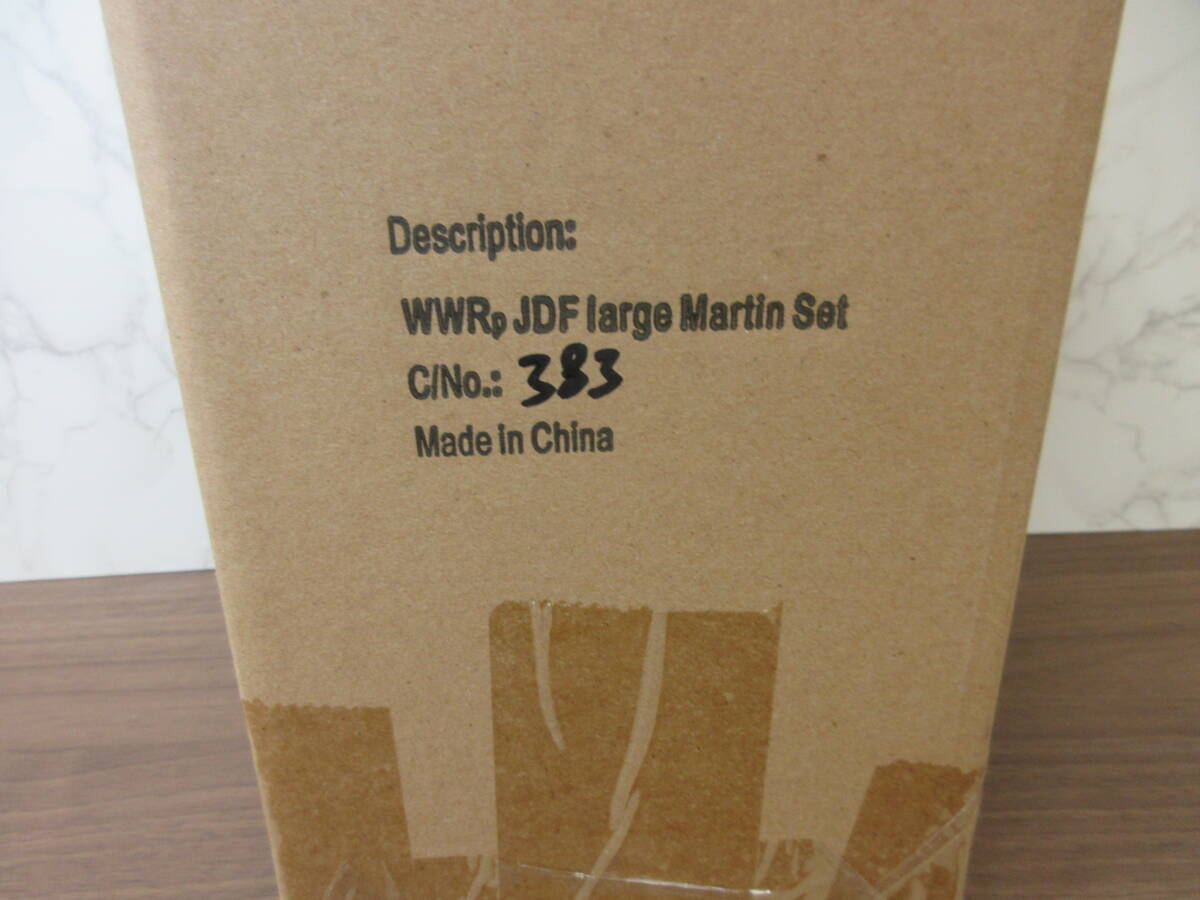 Description:
WWRp JDF large Martin Set
C/No.: 383
Made in China